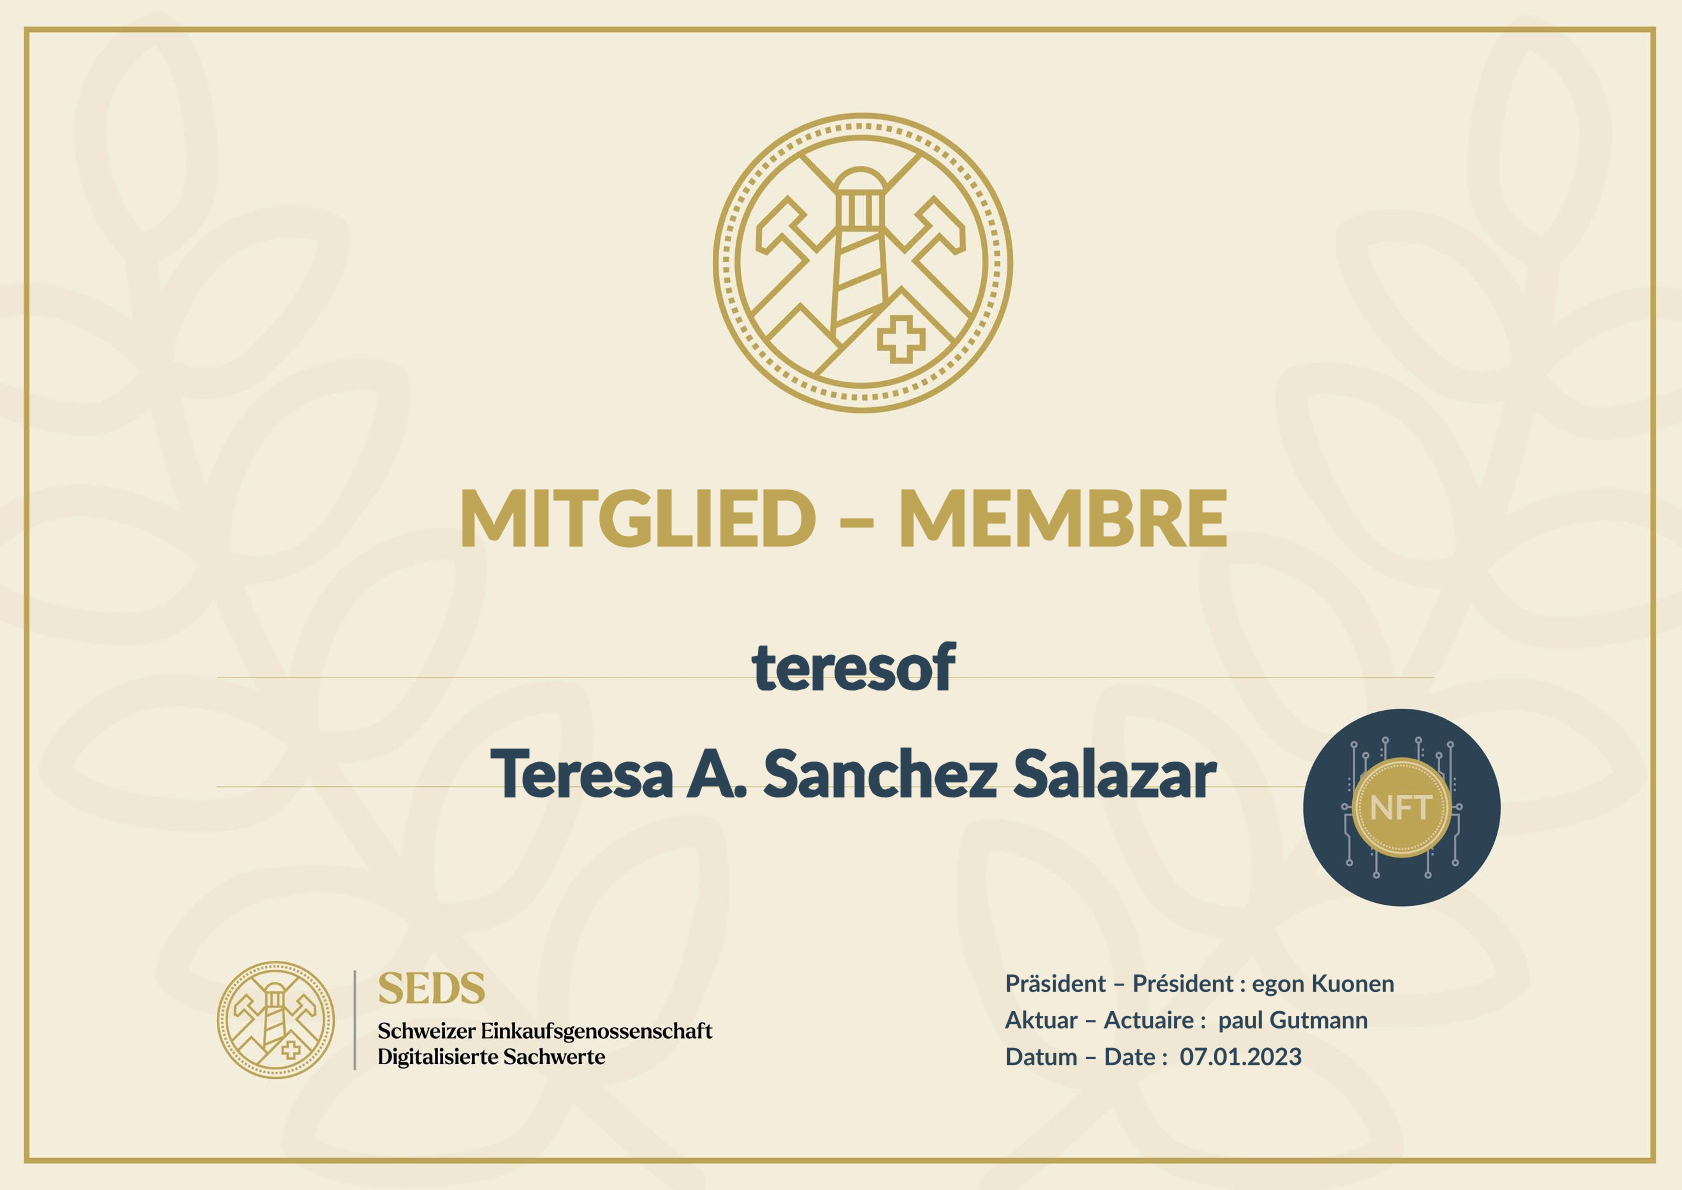 MITGLIED – MEMBRE
teresof
Teresa A. Sanchez Salazar
NFT
SEDS
Schweizer Einkaufsgenossenschaft
Digitalisierte Sachwerte
Präsident – Président : egon Kuonen
Aktuar – Actuaire : paul Gutmann
Datum – Date : 07.01.2023